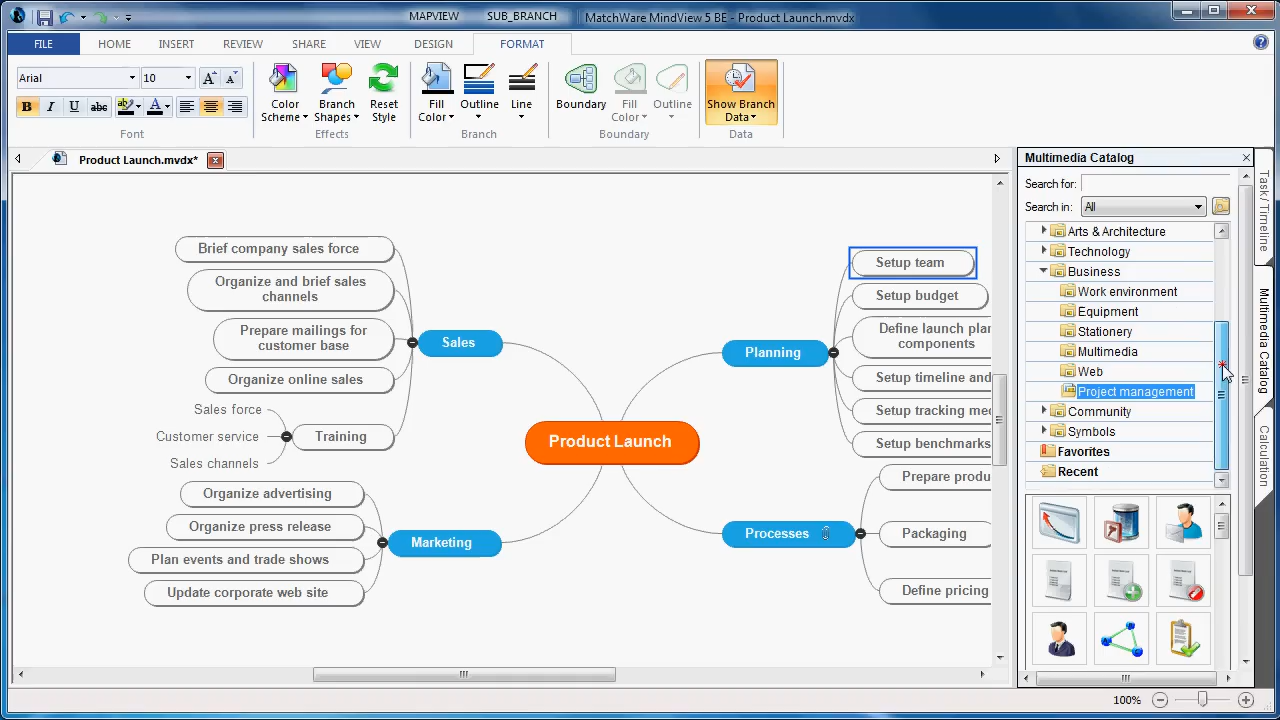 MAPVIEW SUB_BRANCH MatchWare MindView 5 BE - Product Launch.mvdx
FILE HOME INSERT REVIEW SHARE VIEW DESIGN FORMAT
Arial 10
B I U abc A
Font
Color Scheme
Branch Shapes
Reset Style
Effects
Fill Color
Outline
Line
Branch
Boundary
Fill Color
Outline
Boundary
Show Branch Data
Data
Product Launch.mvdx*
Brief company sales force
Organize and brief sales
channels
Prepare mailings for
customer base
Organize online sales
Sales force
Customer service
Sales channels
Training
Sales
Organize advertising
Organize press release
Plan events and trade shows
Update corporate web site
Marketing
Product Launch
Planning
Setup team
Setup budget
Define launch plan
components
Setup timeline and
Setup tracking
Setup benchmarks
Processes
Prepare produ
Packaging
Define pricing
Multimedia Catalog
Search for:
Search in: All
Arts & Architecture
Technology
Business
Work environment
Equipment
Stationery
Multimedia
Web
Project management
Community
Symbols
Favorites
Recent
Task / Timeline
Multimedia Catalog
Calculation
100%